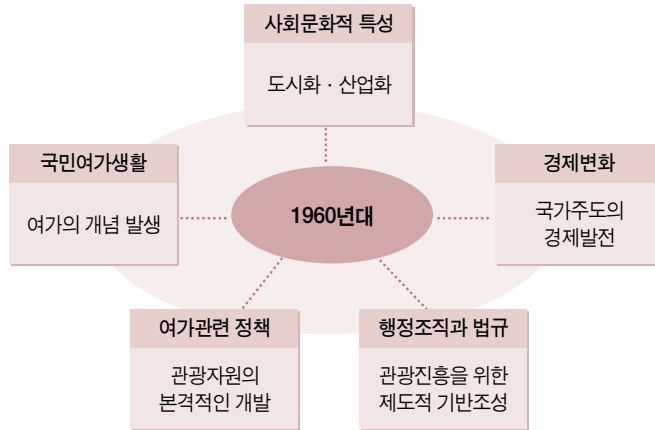 사회문화적 특성
도시화 · 산업화
국민여가생활
여가의 개념 발생
1960년대
경제변화
국가주도의
경제발전
여가관련 정책
관광자원의
본격적인 개발
행정조직과 법규
관광진흥을 위한
제도적 기반조성